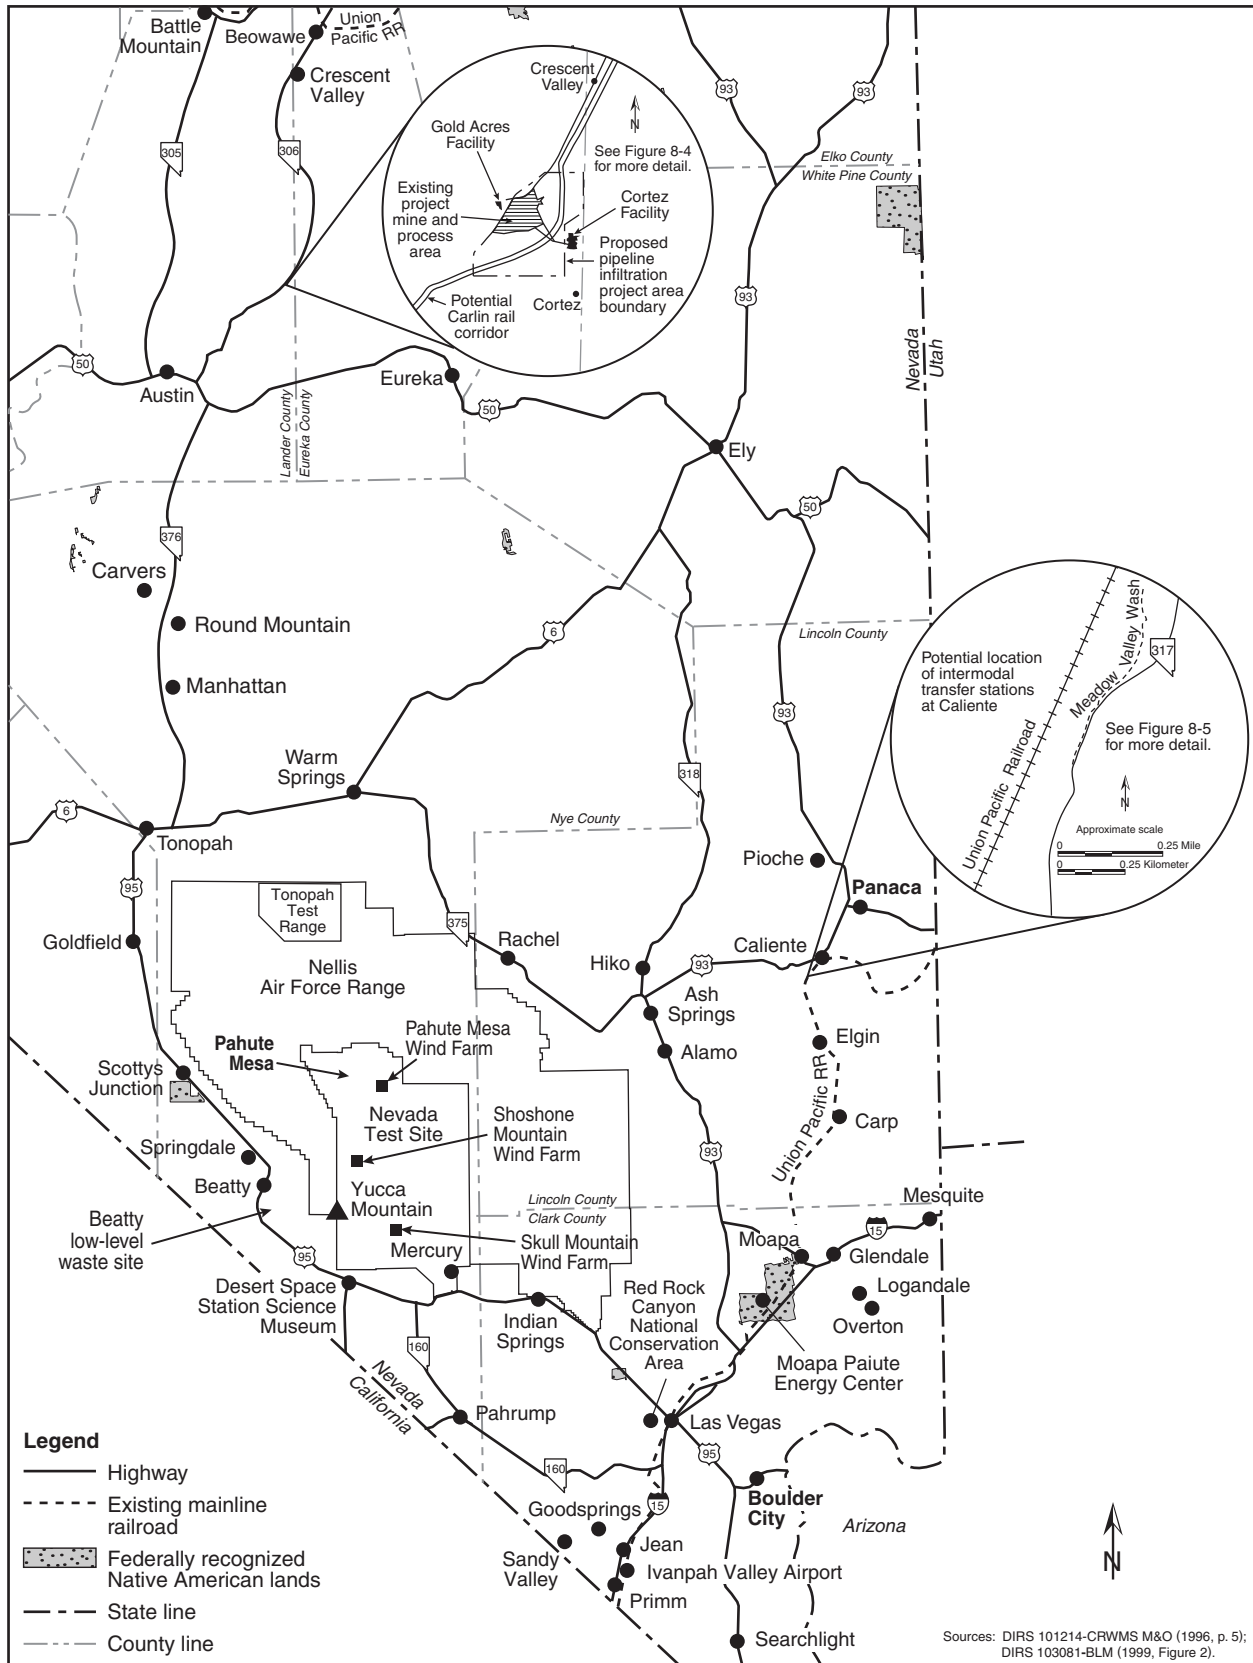 Battle
Mountain
Beowawe
Union
Pacific RR
Crescent
Valley
305
306
Crescent
Valley
N
Gold Acres
Facility
See Figure 8-4
for more detail.
Existing
project
mine and
process
area
Cortez
Facility
Proposed
pipeline
infiltration
project area
boundary
Potential
Carlin rail
corridor
Cortez
93
93
Elko County
White Pine County
93
Nevada
Utah
50
Austin
Eureka
50
Lander County
Eureka County
Ely
50
376
Carvers
Round Mountain
Manhattan
6
Lincoln County
93
Potential location
of intermodal
transfer stations
at Caliente
Union Pacific Railroad
Meadow Valley Wash
317
See Figure 8-5
for more detail.
N
Approximate scale
0 0.25 Mile
0 0.25 Kilometer
Warm
Springs
318
6
Tonopah
Nye County
Pioche
Panaca
95
Tonopah
Test
Range
375
Goldfield
Rachel
Hiko
93
Caliente
Nellis
Air Force Range
Ash
Springs
Pahute
Mesa
Pahute Mesa
Wind Farm
Alamo
Elgin
Scottys
Junction
Nevada
Test Site
Shoshone
Mountain
Wind Farm
Union Pacific RR
Carp
Springdale
93
Beatty
Yucca
Mountain
Lincoln County
Clark County
Mesquite
Beatty
low-level
waste site
15
95
Mercury
Skull Mountain
Wind Farm
Moapa
Glendale
Desert Space
Station Science
Museum
Indian
Springs
Red Rock
Canyon
National
Conservation
Area
Logandale
Overton
160
Moapa Paiute
Energy Center
Nevada
California
Pahrump
Las Vegas
95
160
Legend
Highway
Existing mainline
railroad
Federally recognized
Native American lands
State line
County line
15
Boulder
City
Goodsprings
Arizona
Jean
Sandy
Valley
Ivanpah Valley Airport
Primm
N
Searchlight
Sources: DIRS 101214-CRWMS M&O (1996, p. 5);
DIRS 103081-BLM (1999, Figure 2).